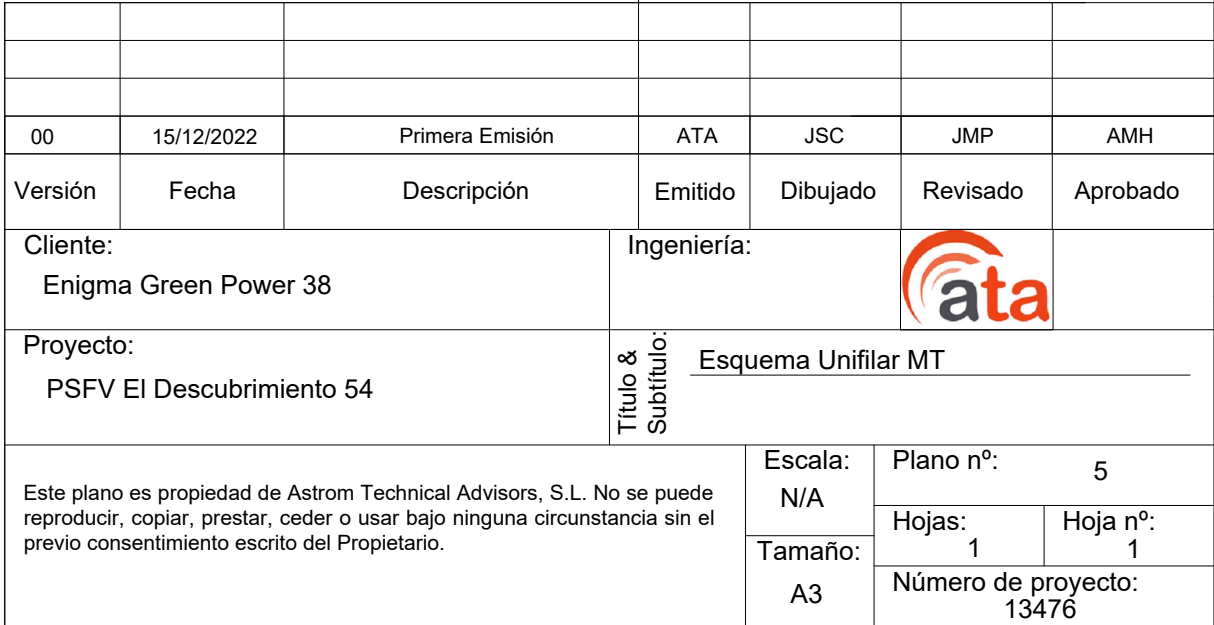 00 15/12/2022 Primera Emisión ATA JSC JMP AMH
Versión Fecha Descripción Emitido Dibujado Revisado Aprobado
Cliente:
Enigma Green Power 38
Ingeniería:
ata
Proyecto:
PSFV El Descubrimiento 54
Título &
Subtítulo:
Esquema Unifilar MT
Este plano es propiedad de Astrom Technical Advisors, S.L. No se puede
reproducir, copiar, prestar, ceder o usar bajo ninguna circunstancia sin el
previo consentimiento escrito del Propietario.
Escala:
N/A
Plano nº:
5
Hojas:
1
Hoja nº:
1
Tamaño:
A3
Número de proyecto:
13476